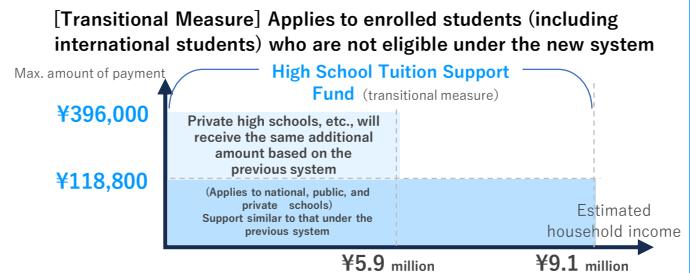 [Transitional Measure] Applies to enrolled students (including
international students) who are not eligible under the new system
Max. amount of payment
High School Tuition Support
Fund (transitional measure)
¥396,000
Private high schools, etc., will
receive the same additional
amount based on the
previous system
¥118,800
(Applies to national, public, and
private schools)
Support similar to that under the
previous system
Estimated
household income
¥5.9 million
¥9.1 million